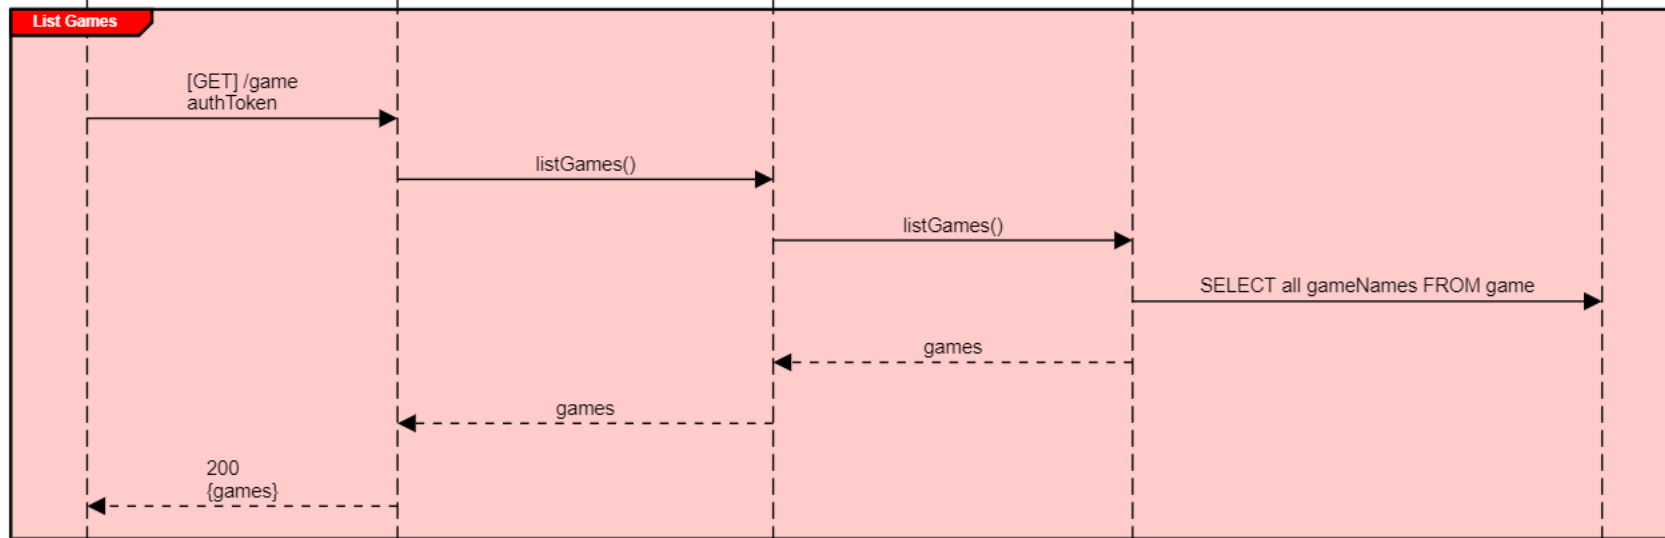 List Games
[GET] /game
authToken
listGames()
listGames()
SELECT all gameNames FROM game
games
games
200
{games}